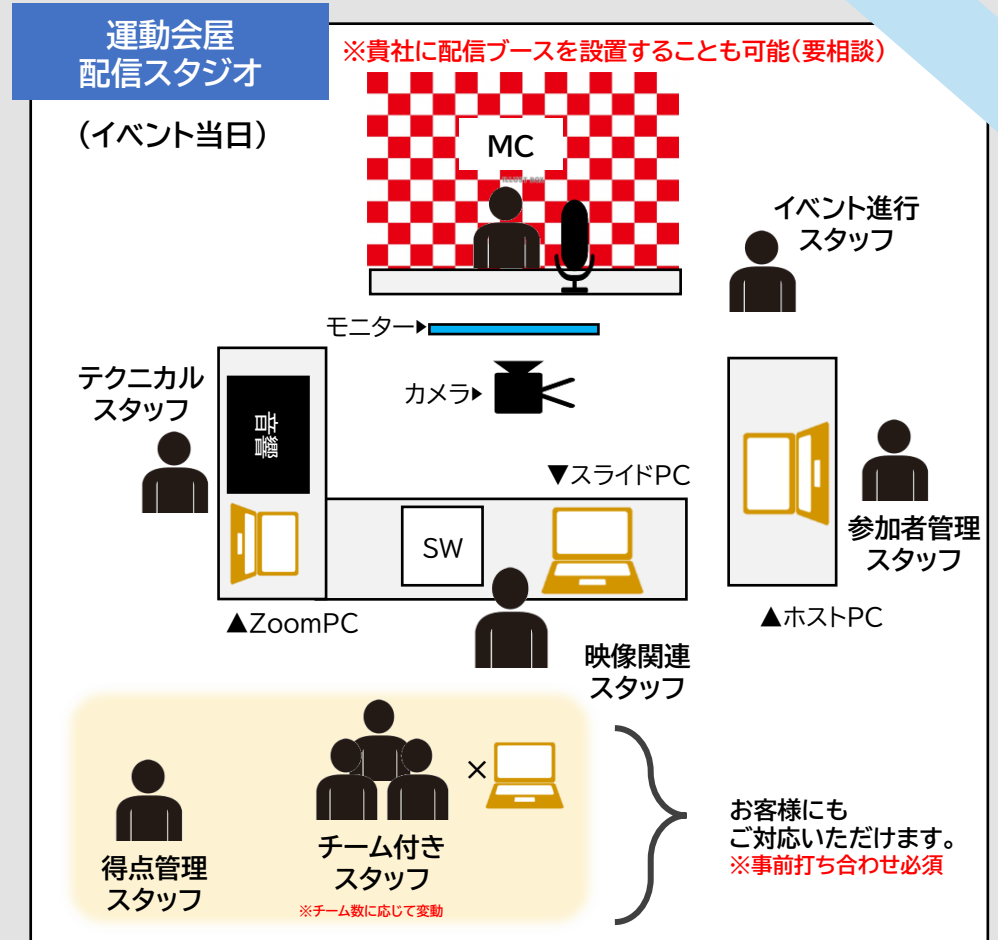 運動会屋
配信スタジオ
※貴社に配信ブースを設置することも可能(要相談)
(イベント当日)
MC
イベント進行
スタッフ
モニター▶
カメラ▶
テクニカル
スタッフ
音響
▼スライドPC
SW
参加者管理
スタッフ
▲ZoomPC
▲ホストPC
映像関連
スタッフ
×
得点管理
スタッフ
チーム付き
スタッフ
※チーム数に応じて変動
お客様にも
ご対応いただけます。
※事前打ち合わせ必須